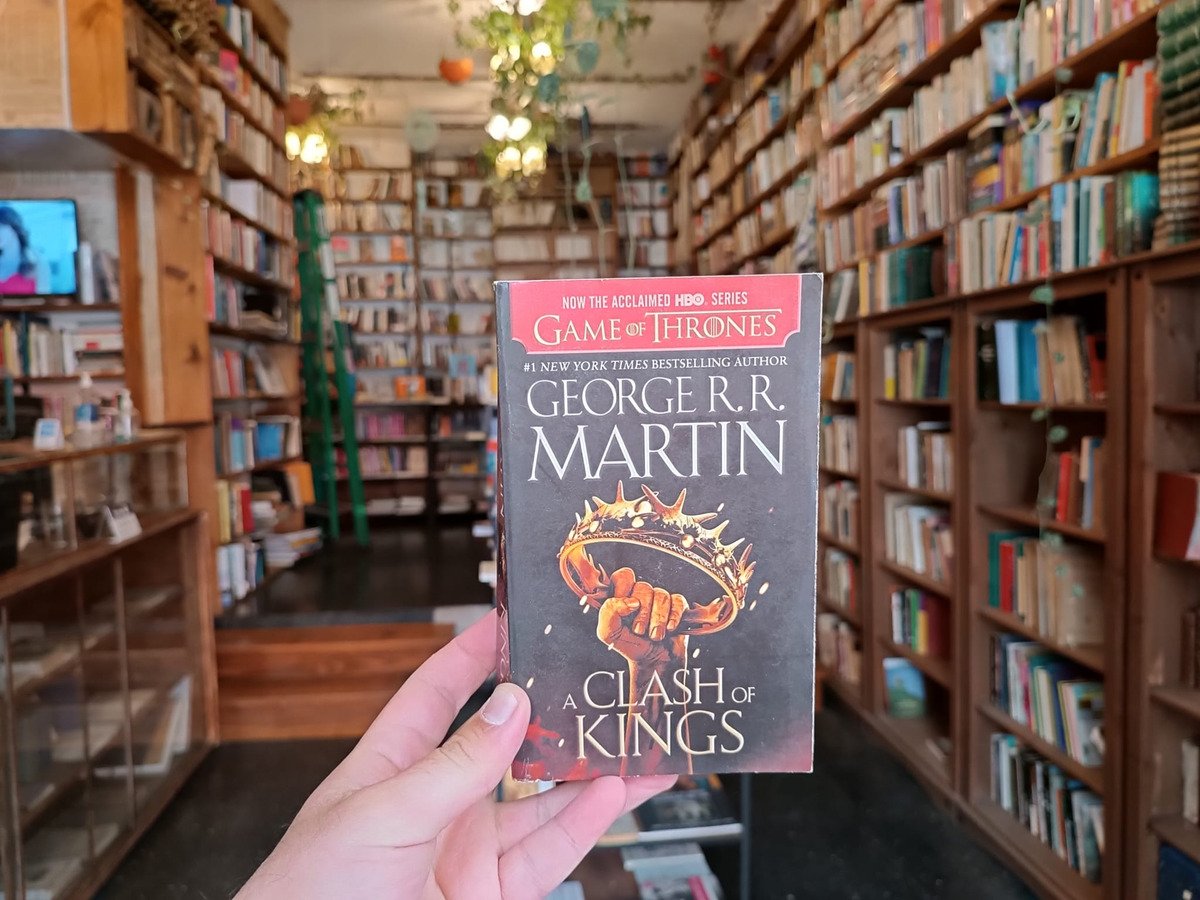 NOW THE ACCLAIMED HBO SERIES
GAME OF THRONES
#1 NEW YORK TIMES BESTSELLING AUTHOR
GEORGE R. R.
MARTIN
A CLASH OF
KINGS